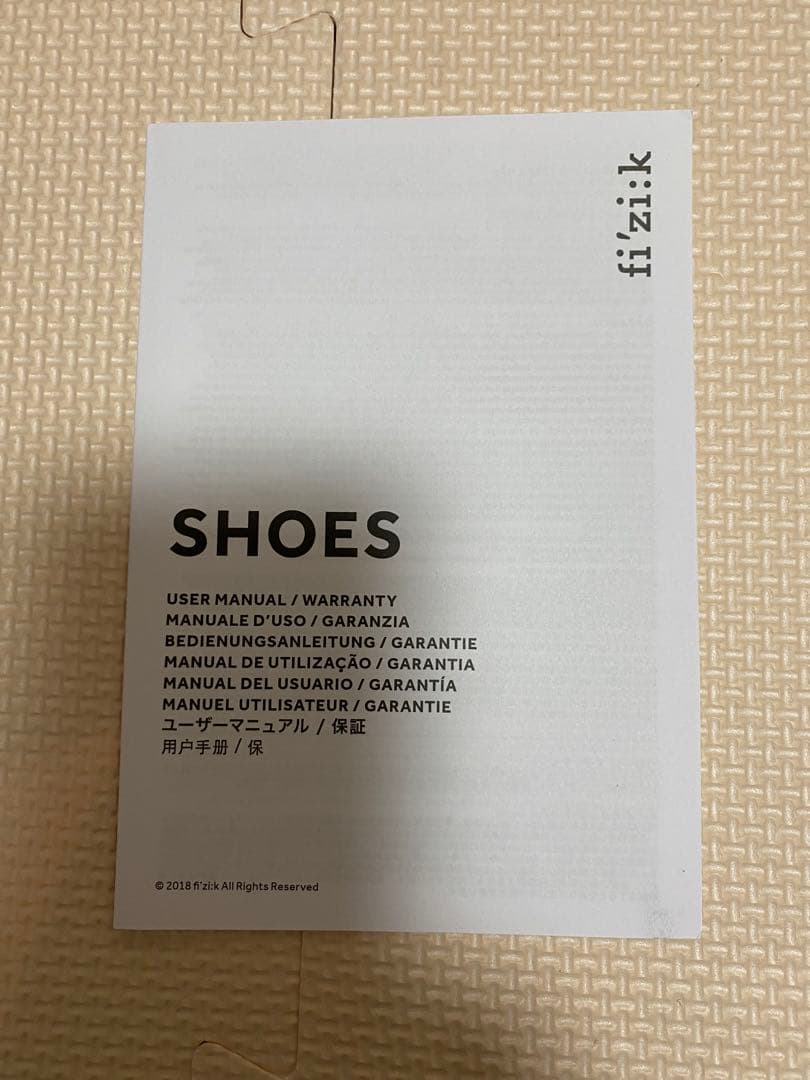 fi'zi:k
SHOES
USER MANUAL / WARRANTY
MANUALE D'USO / GARANZIA
BEDIENUNGSANLEITUNG / GARANTIE
MANUAL DE UTILIZAÇÃO / GARANTIA
MANUAL DEL USUARIO / GARANTÍA
MANUEL UTILISATEUR / GARANTIE
ユーザーマニュアル / 保証
用户手册 / 保
© 2018 fi'zi:k All Rights Reserved